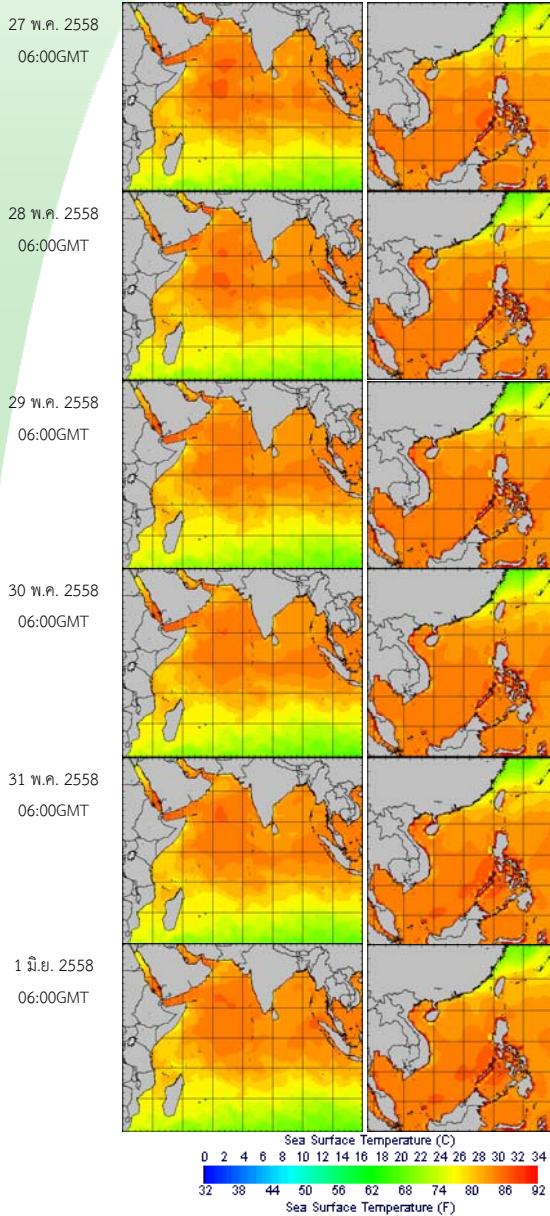 27 พ.ค. 2558
06:00GMT
28 พ.ค. 2558
06:00GMT
29 พ.ค. 2558
06:00GMT
30 พ.ค. 2558
06:00GMT
31 พ.ค. 2558
06:00GMT
1 มิ.ย. 2558
06:00GMT
Sea Surface Temperature (C)
0 2 4 6 8 10 12 14 16 18 20 22 24 26 28 30 32 34
32 38 44 50 56 62 68 74 80 86 92
Sea Surface Temperature (F)